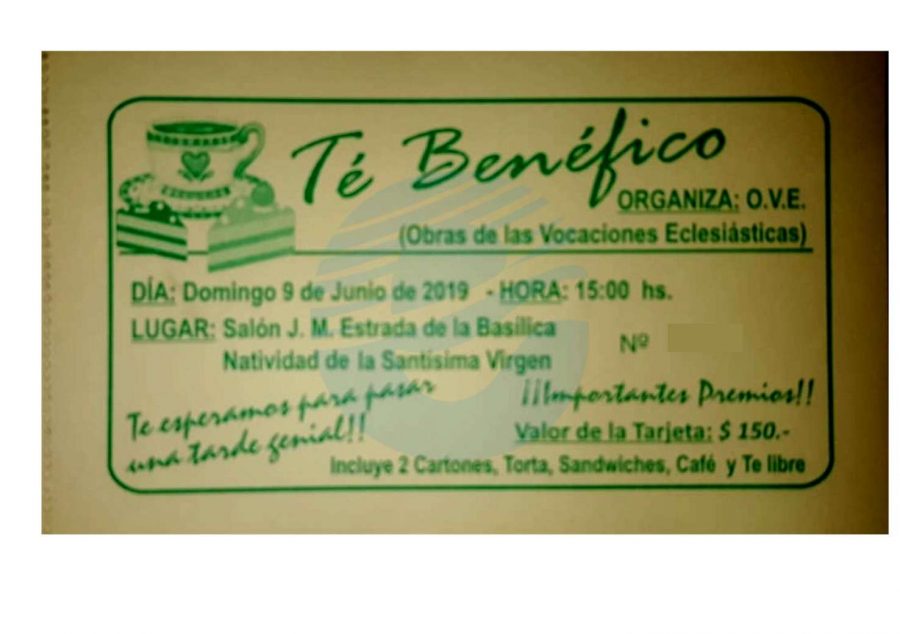 Té Benéfico
ORGANIZA: O.V.E.
(Obras de las Vocaciones Eclesiásticas)
DÍA: Domingo 9 de Junio de 2019 - HORA: 15:00 hs.
LUGAR: Salón J. M. Estrada de la Basílica
Natividad de la Santísima Virgen
Nº
Te esperamos para pasar
una tarde genial!!
¡¡Importantes Premios!!
Valor de la Tarjeta: $ 150.-
Incluye 2 Cartones, Torta, Sandwiches, Café y Te libre